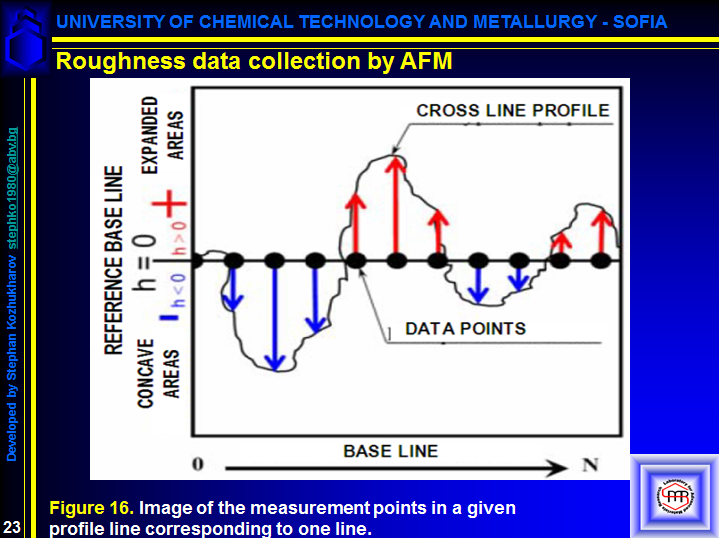 UNIVERSITY OF CHEMICAL TECHNOLOGY AND METALLURGY - SOFIA
Roughness data collection by AFM
Developed by Stephan Kozhukharov stephko1980@abv.bg
REFERENCE BASE LINE
h = 0
EXPANDED
AREAS
+
h > 0
-
h < 0
CONCAVE
AREAS
CROSS LINE PROFILE
DATA POINTS
BASE LINE
0
N
Figure 16. Image of the measurement points in a given
profile line corresponding to one line.
23